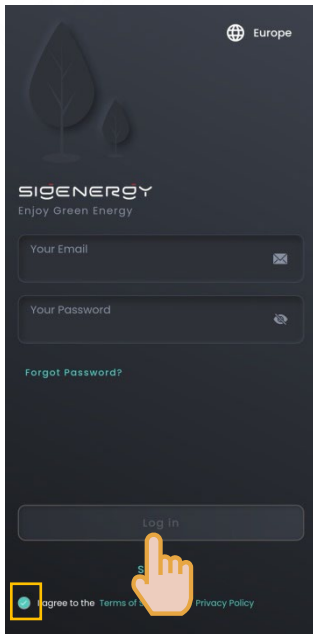 Europe
SIGENERGY
Enjoy Green Energy
Your Email
Your Password
Forgot Password?
Log in
I agree to the Terms of Privacy Policy